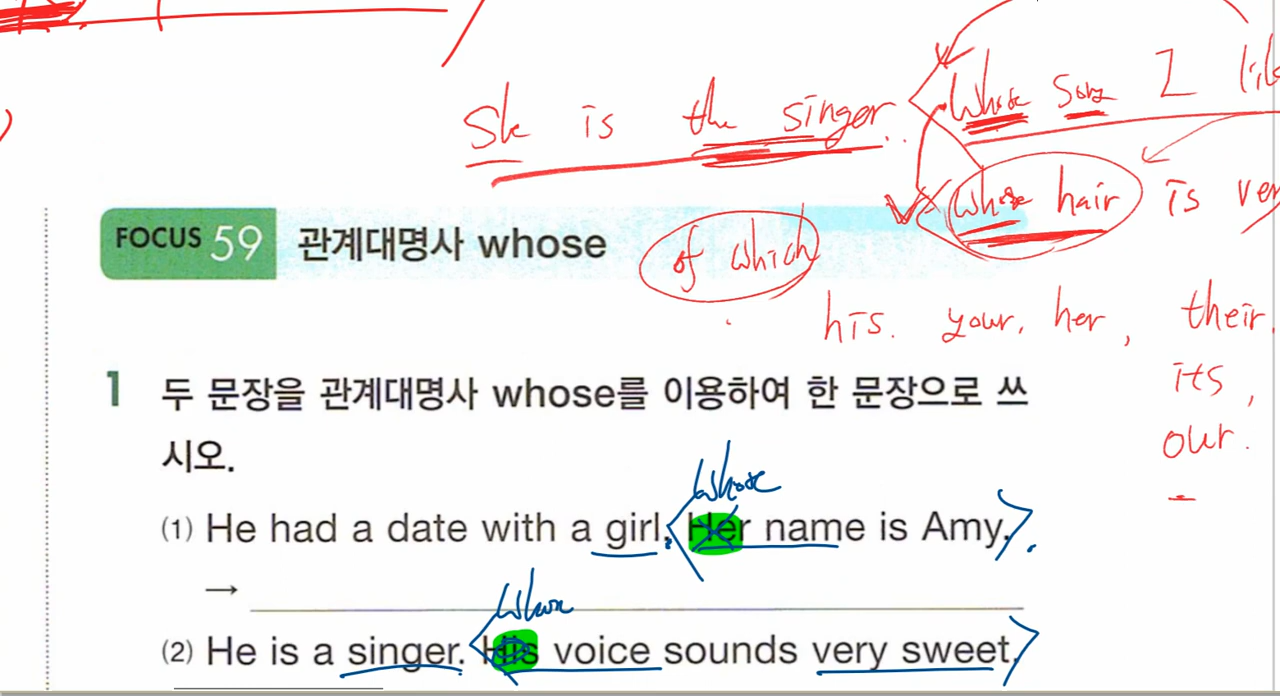 She is the singer whose song I
whose hair is
FOCUS 59 관계대명사 whose of which
his. your, her, their,
its,
our.
1 두 문장을 관계대명사 whose를 이용하여 한 문장으로 쓰
시오.
whose
(1) He had a date with a girl. Her name is Amy.
→
whose
(2) He is a singer. His voice sounds very sweet.